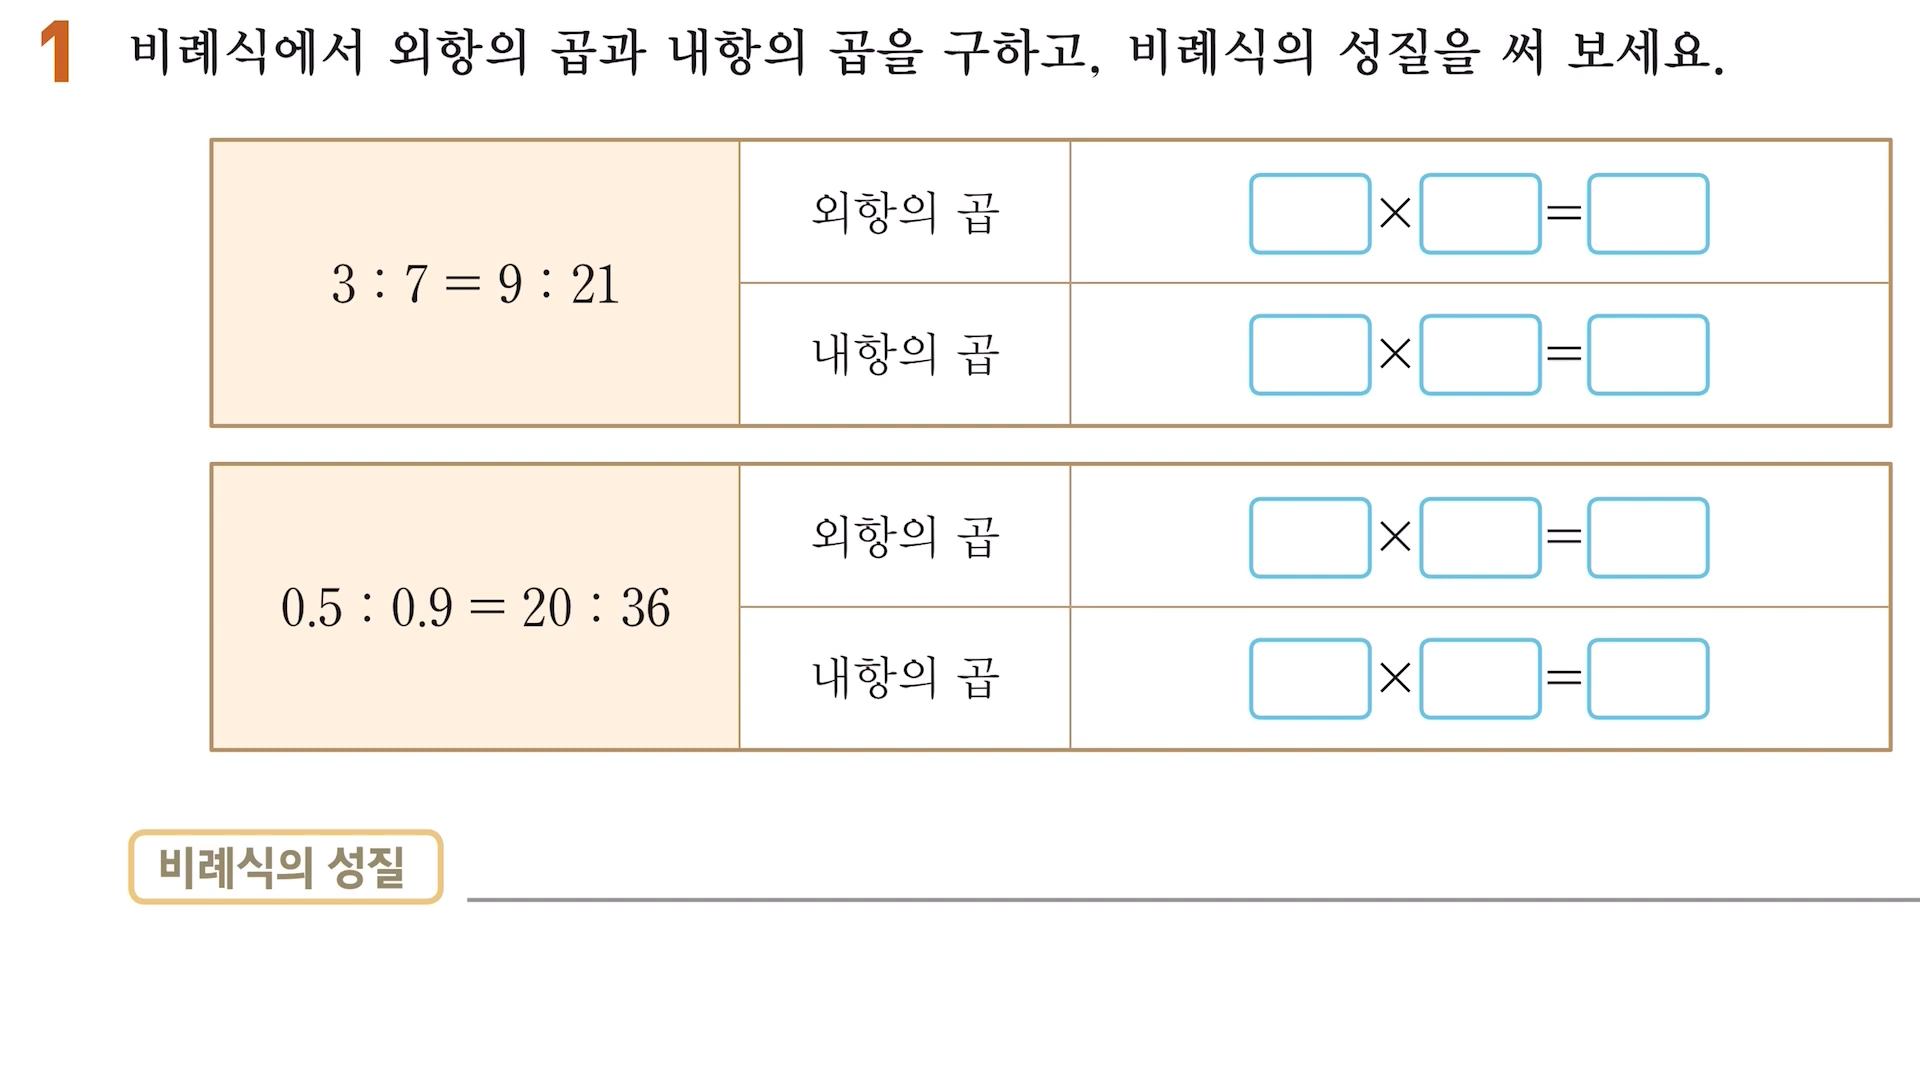 1 비례식에서 외항의 곱과 내항의 곱을 구하고, 비례식의 성질을 써 보세요.
3 : 7 = 9 : 21
외항의 곱 × =
내항의 곱 × =
0.5 : 0.9 = 20 : 36
외항의 곱 × =
내항의 곱 × =
비례식의 성질